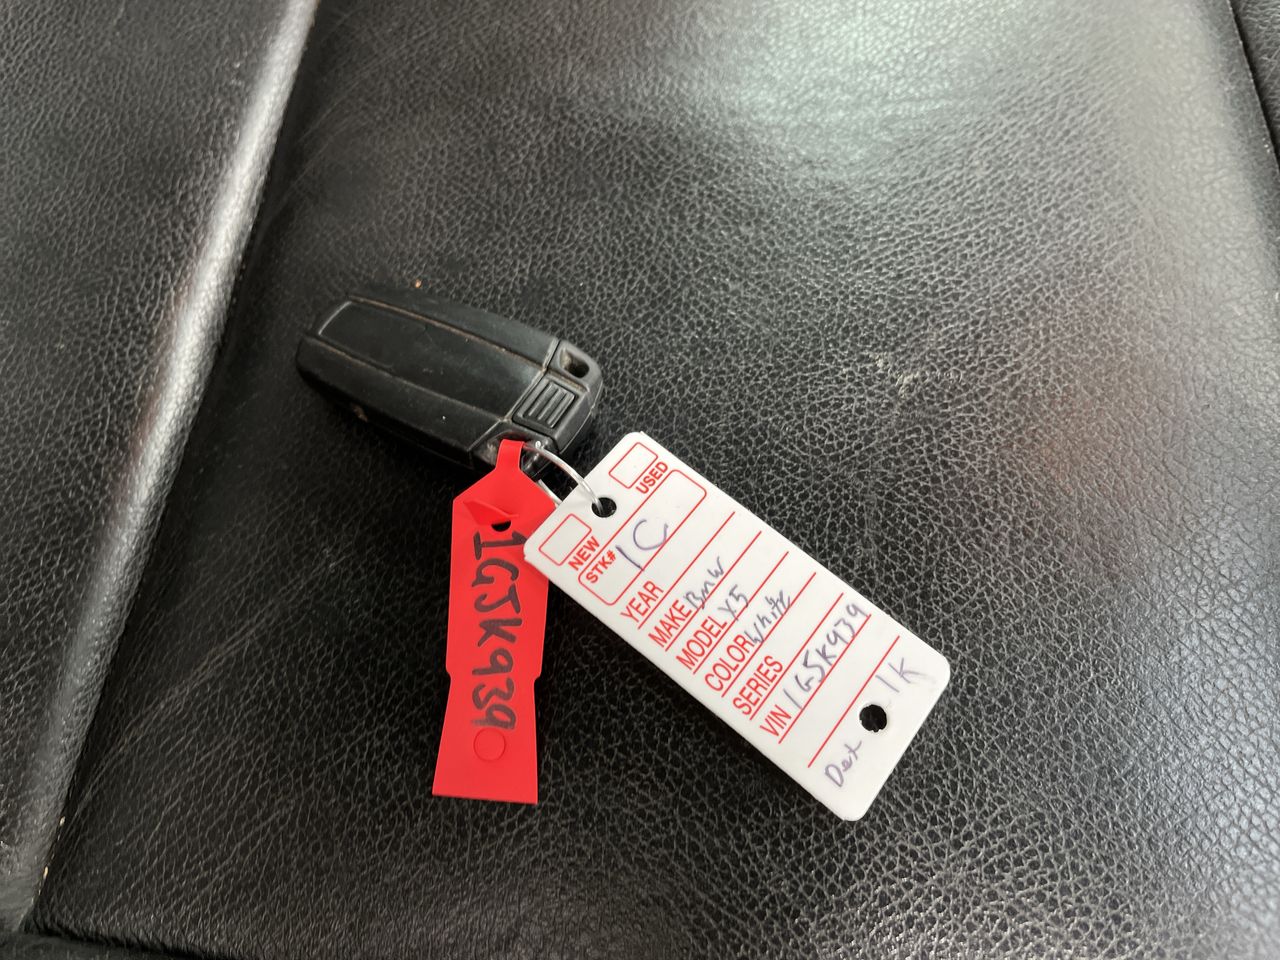 1GJK939
NEW
USED
STK# 1C
YEAR
MAKE BMW
MODEL X5
COLOR White
SERIES
VIN 1GJK939
Det 1K